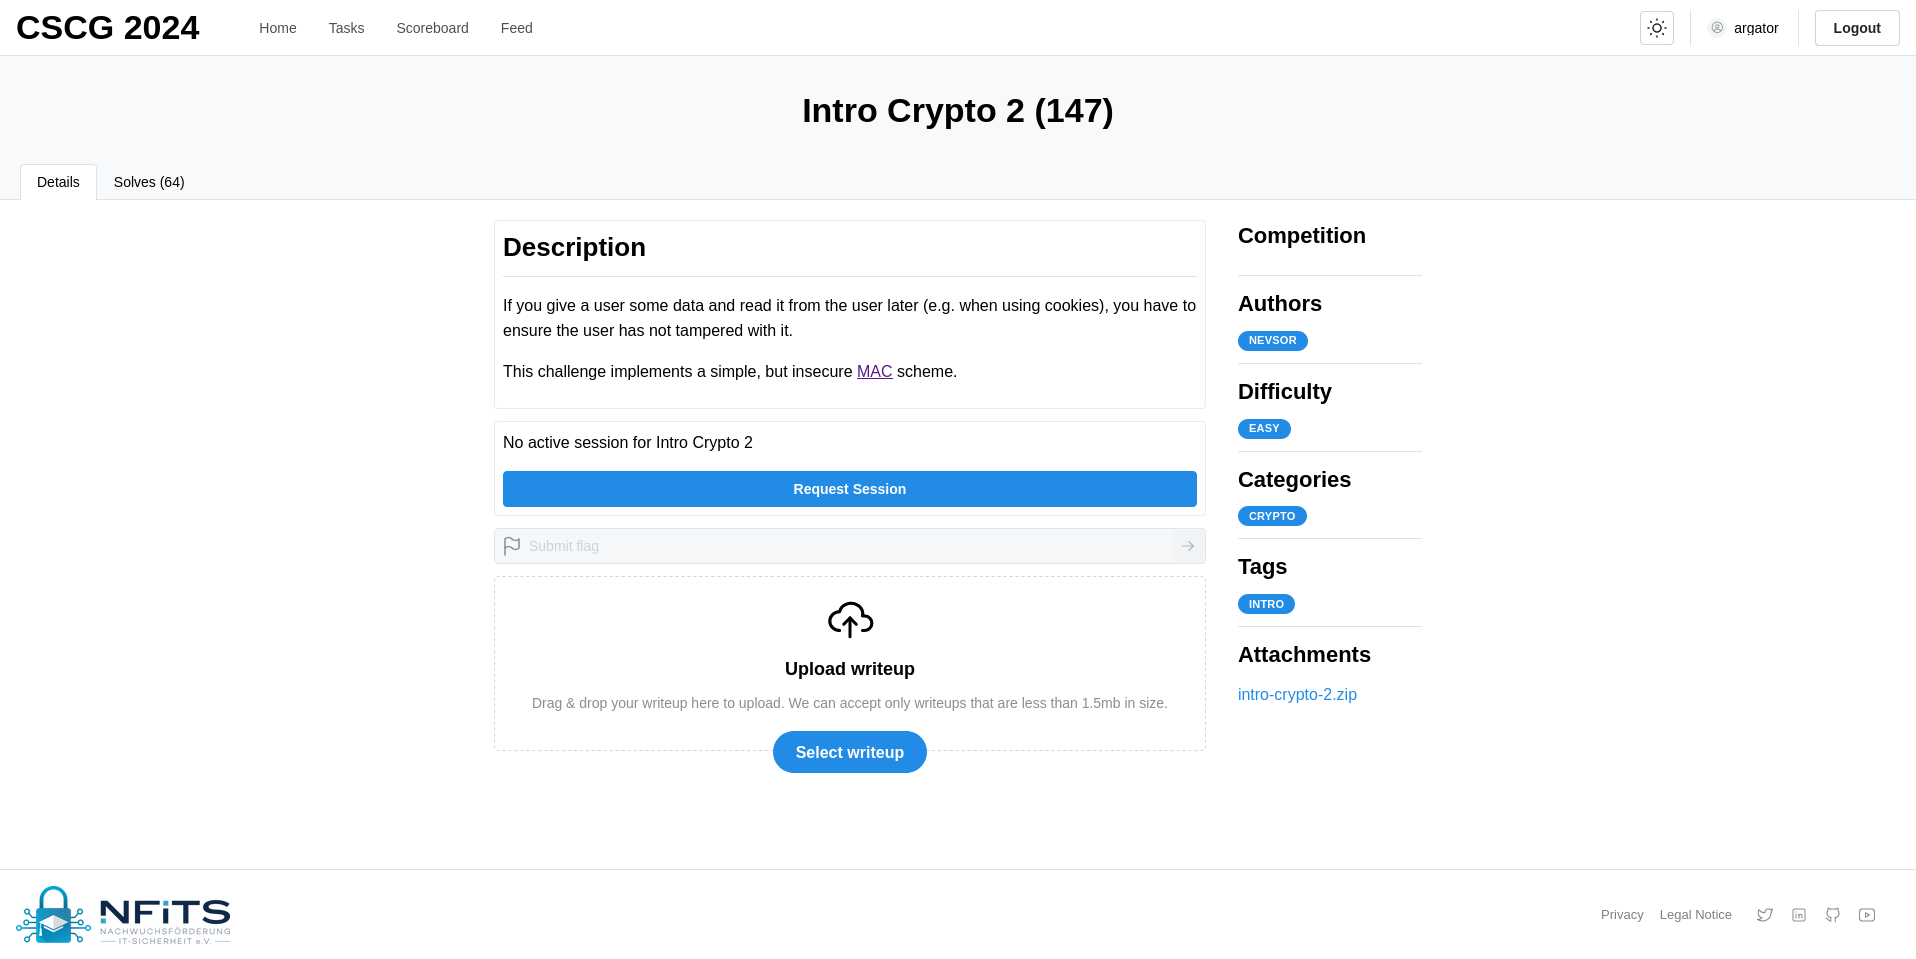 CSCG 2024
Home
Tasks
Scoreboard
Feed
argator
Logout
Intro Crypto 2 (147)
Details
Solves (64)
Description
If you give a user some data and read it from the user later (e.g. when using cookies), you have to
ensure the user has not tampered with it.
This challenge implements a simple, but insecure MAC scheme.
No active session for Intro Crypto 2
Request Session
Submit flag
Upload writeup
Drag & drop your writeup here to upload. We can accept only writeups that are less than 1.5mb in size.
Select writeup
Competition
Authors
NEVSOR
Difficulty
EASY
Categories
CRYPTO
Tags
INTRO
Attachments
intro-crypto-2.zip
NFiTS
NACHWUCHSFÖRDERUNG
IT-SICHERHEIT e.V.
Privacy
Legal Notice